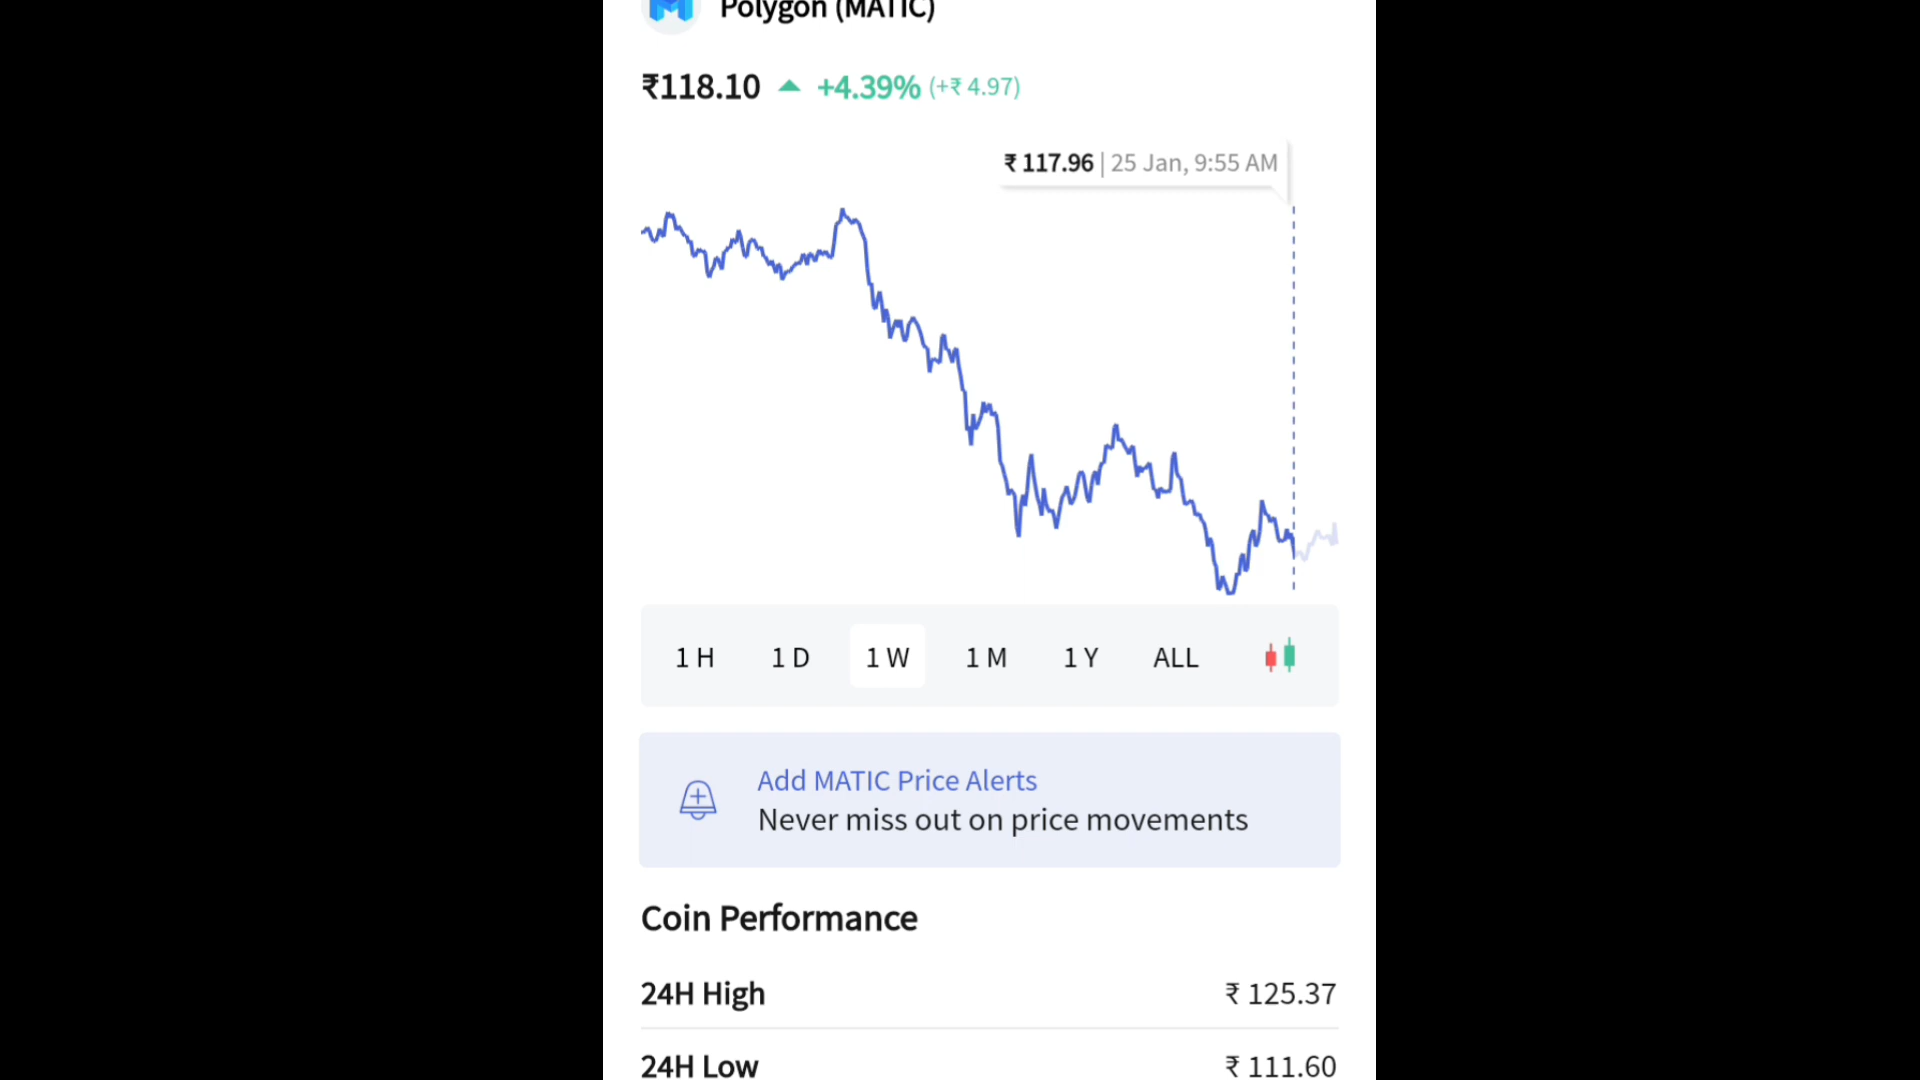 Polygon (MATIC)
₹118.10 +4.39% (+₹ 4.97)
₹ 117.96 | 25 Jan, 9:55 AM
1 H 1 D 1 W 1 M 1 Y ALL
Add MATIC Price Alerts
Never miss out on price movements
Coin Performance
24H High ₹ 125.37
24H Low ₹ 111.60